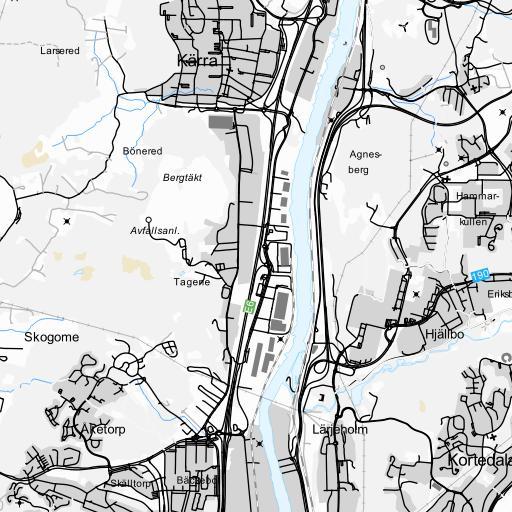 Larsered
Kärra
Bönered
Agnes-
berg
Bergtäkt
Hammar-
kullen
Avfallsanl.
190
Tagene
Eriksb
E6
Skogome
Hjällbo
Aketorp
Lärjeholm
Kortedala
Skälltorp
Bäckebol